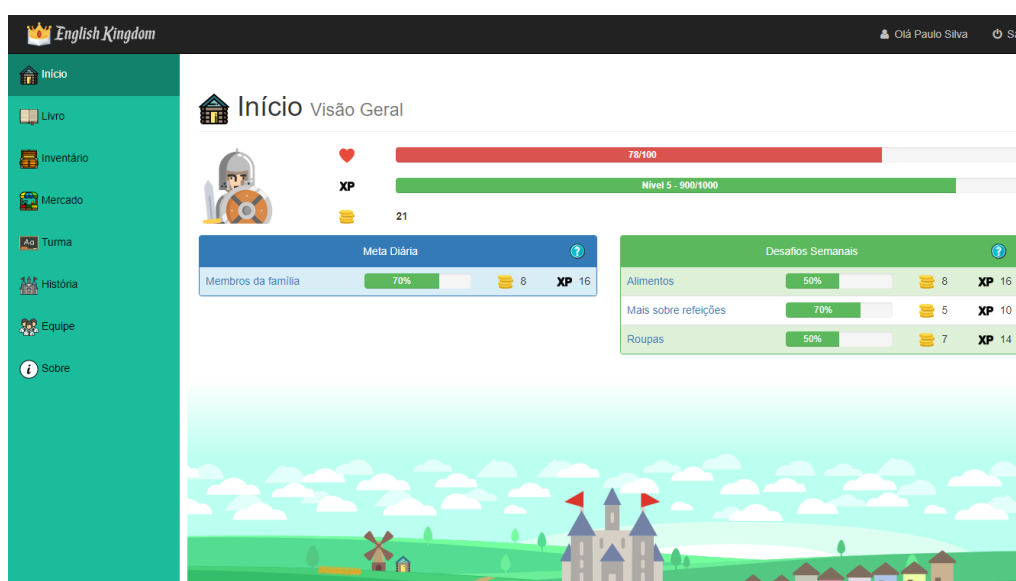 English Kingdom
Olá Paulo Silva
Início
Livro
Inventário
Mercado
Aa Turma
História
Equipe
i Sobre
Início Visão Geral
78/100
XP Nível 5 - 900/1000
21
Meta Diária ?
Membros da família 70% 8 XP 16
Desafios Semanais ?
Alimentos 50% 8 XP 16
Mais sobre refeições 70% 5 XP 10
Roupas 50% 7 XP 14